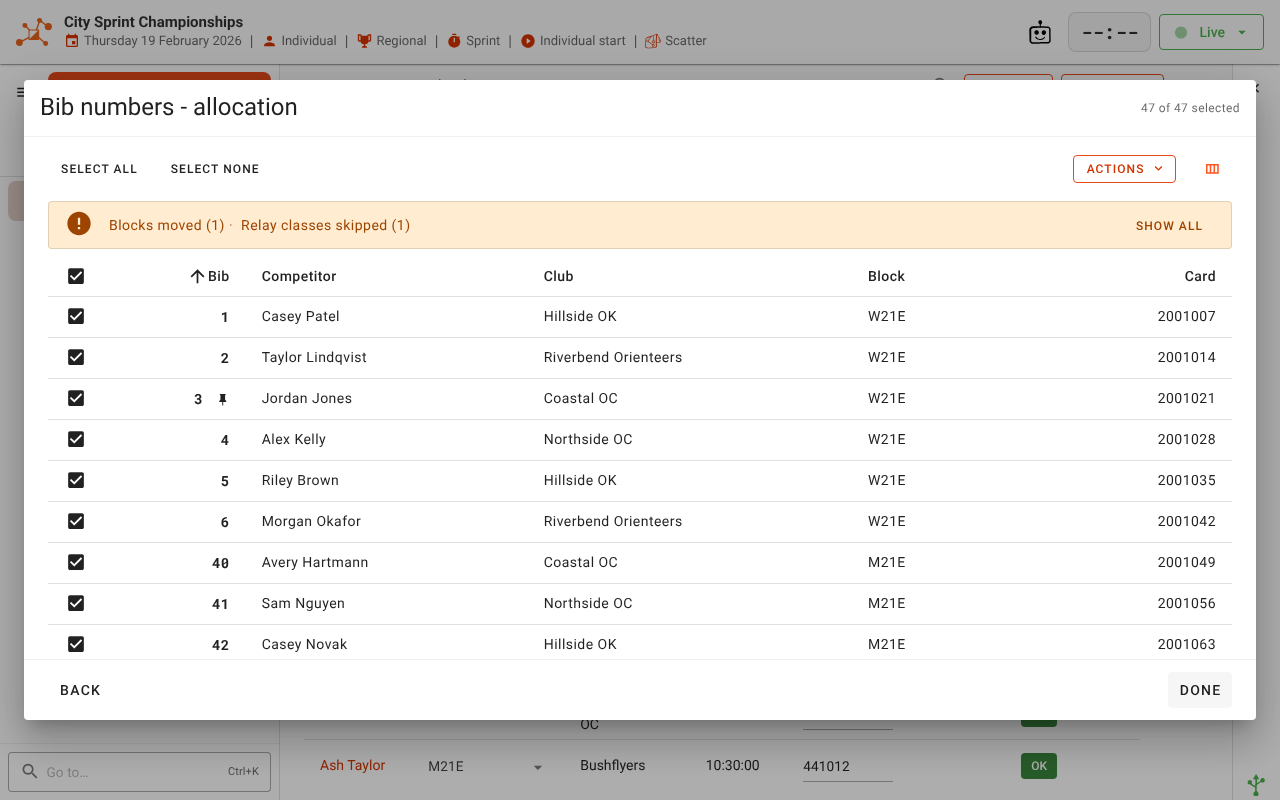 City Sprint Championships
Thursday 19 February 2026 | Individual | Regional | Sprint | Individual start | Scatter
--:--
Live
Bib numbers - allocation
47 of 47 selected
SELECT ALL SELECT NONE ACTIONS
Blocks moved (1) · Relay classes skipped (1) SHOW ALL
Bib Competitor Club Block Card
1 Casey Patel Hillside OK W21E 2001007
2 Taylor Lindqvist Riverbend Orienteers W21E 2001014
3 Jordan Jones Coastal OC W21E 2001021
4 Alex Kelly Northside OC W21E 2001028
5 Riley Brown Hillside OK W21E 2001035
6 Morgan Okafor Riverbend Orienteers W21E 2001042
40 Avery Hartmann Coastal OC M21E 2001049
41 Sam Nguyen Northside OC M21E 2001056
42 Casey Novak Hillside OK M21E 2001063
BACK DONE
OC
Ash Taylor M21E Bushflyers 10:30:00 441012 OK
Go to... Ctrl+K